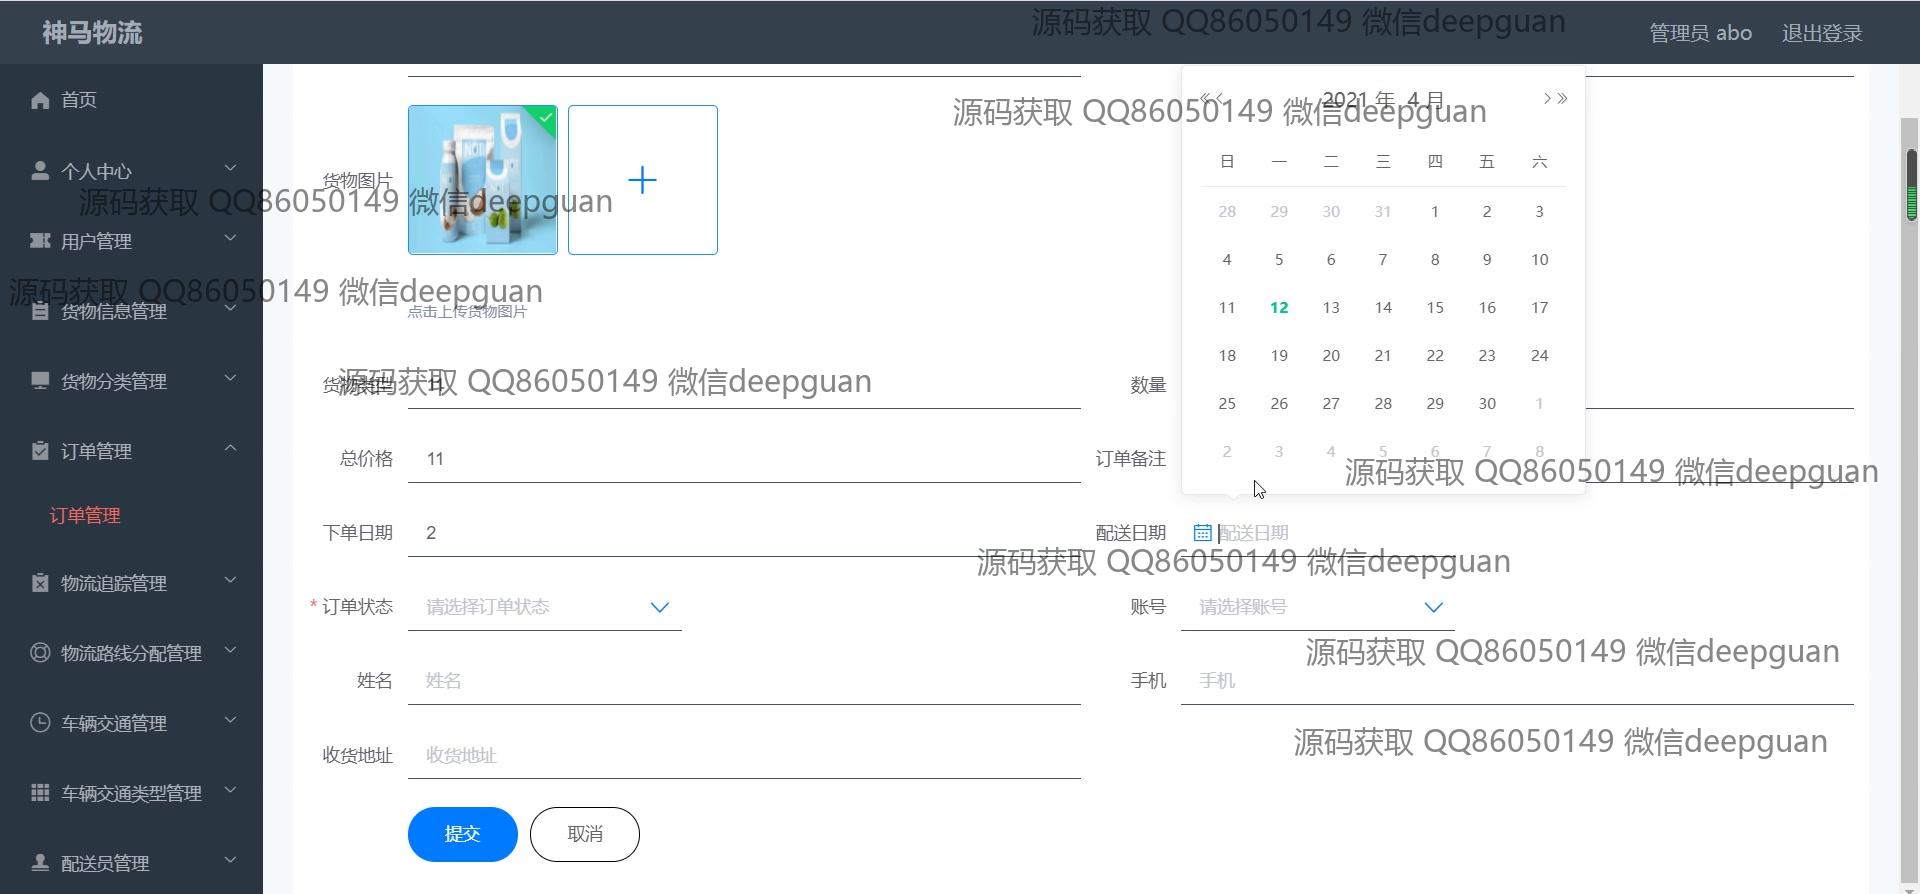 神马物流
管理员 abo
退出登录
源码获取 QQ86050149 微信deepguan
首页
个人中心
用户管理
货物信息管理
货物分类管理
订单管理
订单管理
物流追踪管理
物流路线分配管理
车辆交通管理
车辆交通类型管理
配送员管理
源码获取 QQ86050149 微信deepguan
源码获取 QQ86050149 微信deepguan
货物图片
NOT
点击上传货物图片
2021 年 4 月
源码获取 QQ86050149 微信deepguan
日 一 二 三 四 五 六
28 29 30 31 1 2 3
4 5 6 7 8 9 10
11 12 13 14 15 16 17
18 19 20 21 22 23 24
25 26 27 28 29 30 1
2 3 4 5 6 7 8
货物类型 11
源码获取 QQ86050149 微信deepguan
数量
总价格 11
订单备注
源码获取 QQ86050149 微信deepguan
下单日期 2
配送日期 配送日期
源码获取 QQ86050149 微信deepguan
* 订单状态 请选择订单状态
账号 请选择账号
源码获取 QQ86050149 微信deepguan
姓名 姓名
手机 手机
收货地址 收货地址
源码获取 QQ86050149 微信deepguan
提交
取消